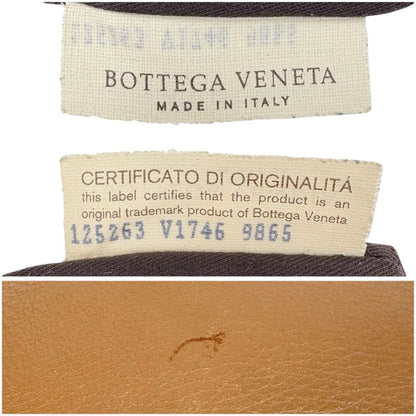 BOTTEGA VENETA
MADE IN ITALY
CERTIFICATO DI ORIGINALITÁ
this label certifies that the product is an
original trademark product of Bottega Veneta
125263 V1746 9865